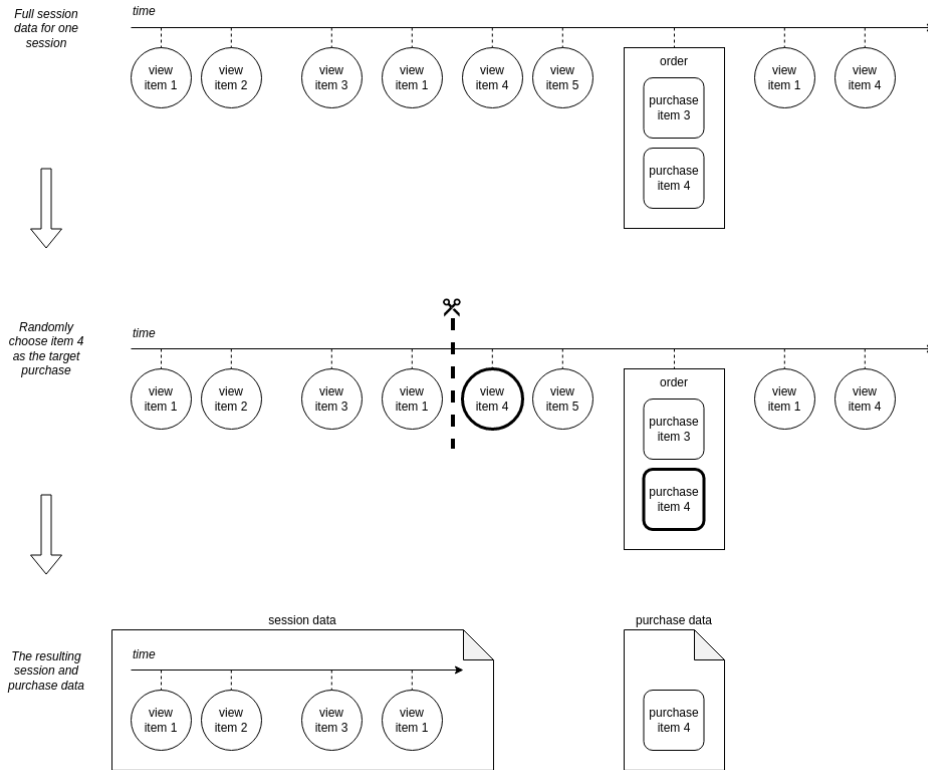 Full session
data for one
session
time
view
item 1
view
item 2
view
item 3
view
item 1
view
item 4
view
item 5
order
purchase
item 3
purchase
item 4
view
item 1
view
item 4
Randomly
choose item 4
as the target
purchase
time
view
item 1
view
item 2
view
item 3
view
item 1
view
item 4
view
item 5
order
purchase
item 3
purchase
item 4
view
item 1
view
item 4
The resulting
session and
purchase data
session data
time
view
item 1
view
item 2
view
item 3
view
item 1
purchase data
purchase
item 4